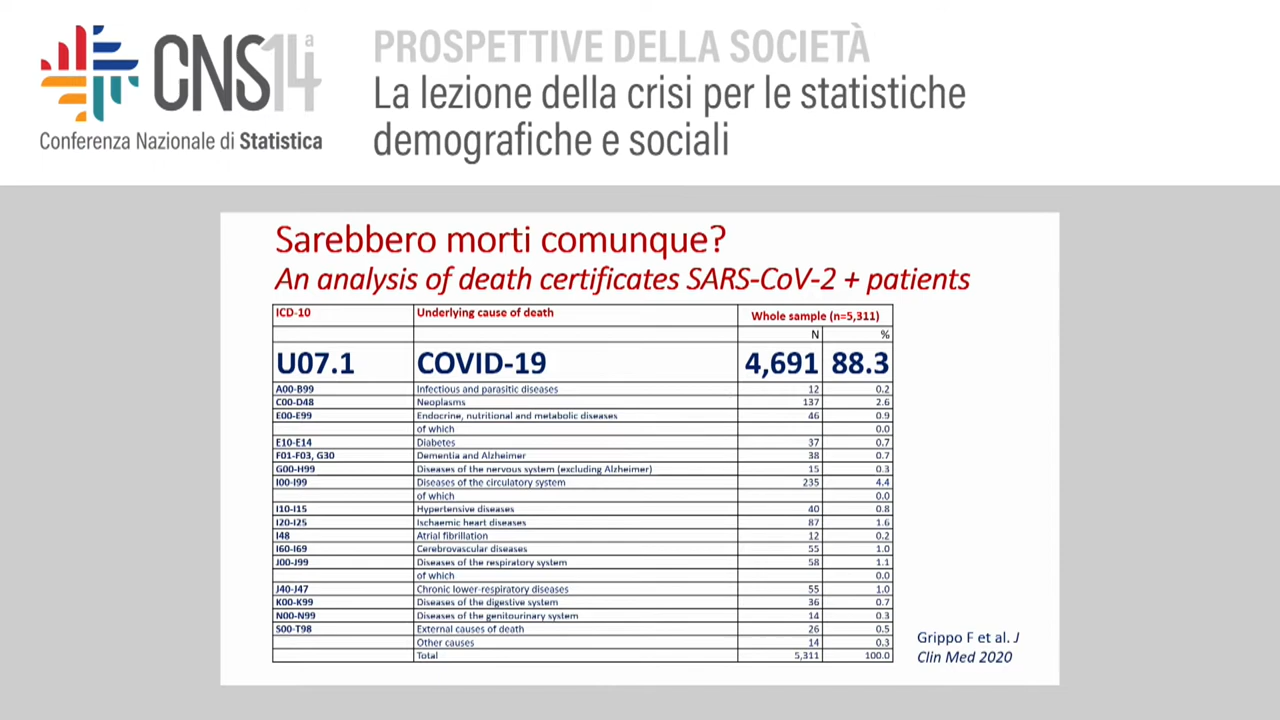 CNS14ª
Conferenza Nazionale di Statistica
PROSPETTIVE DELLA SOCIETÀ
La lezione della crisi per le statistiche
demografiche e sociali
Sarebbero morti comunque?
An analysis of death certificates SARS-CoV-2 + patients
ICD-10 Underlying cause of death Whole sample (n=5,311)
N %
U07.1 COVID-19 4,691 88.3
A00-B99 Infectious and parasitic diseases 12 0.2
C00-D48 Neoplasms 137 2.6
E00-E99 Endocrine, nutritional and metabolic diseases 46 0.9
of which 0.0
E10-E14 Diabetes 37 0.7
F01-F03, G30 Dementia and Alzheimer 38 0.7
G00-H99 Diseases of the nervous system (excluding Alzheimer) 15 0.3
I00-I99 Diseases of the circulatory system 235 4.4
of which 0.0
I10-I15 Hypertensive diseases 40 0.8
I20-I25 Ischaemic heart diseases 87 1.6
I48 Atrial fibrillation 12 0.2
I60-I69 Cerebrovascular diseases 55 1.0
J00-J99 Diseases of the respiratory system 58 1.1
of which 0.0
J40-J47 Chronic lower-respiratory diseases 55 1.0
K00-K99 Diseases of the digestive system 36 0.7
N00-N99 Diseases of the genitourinary system 14 0.3
S00-T98 External causes of death 26 0.5
Other causes 14 0.3
Total 5,311 100.0
Grippo F et al. J
Clin Med 2020